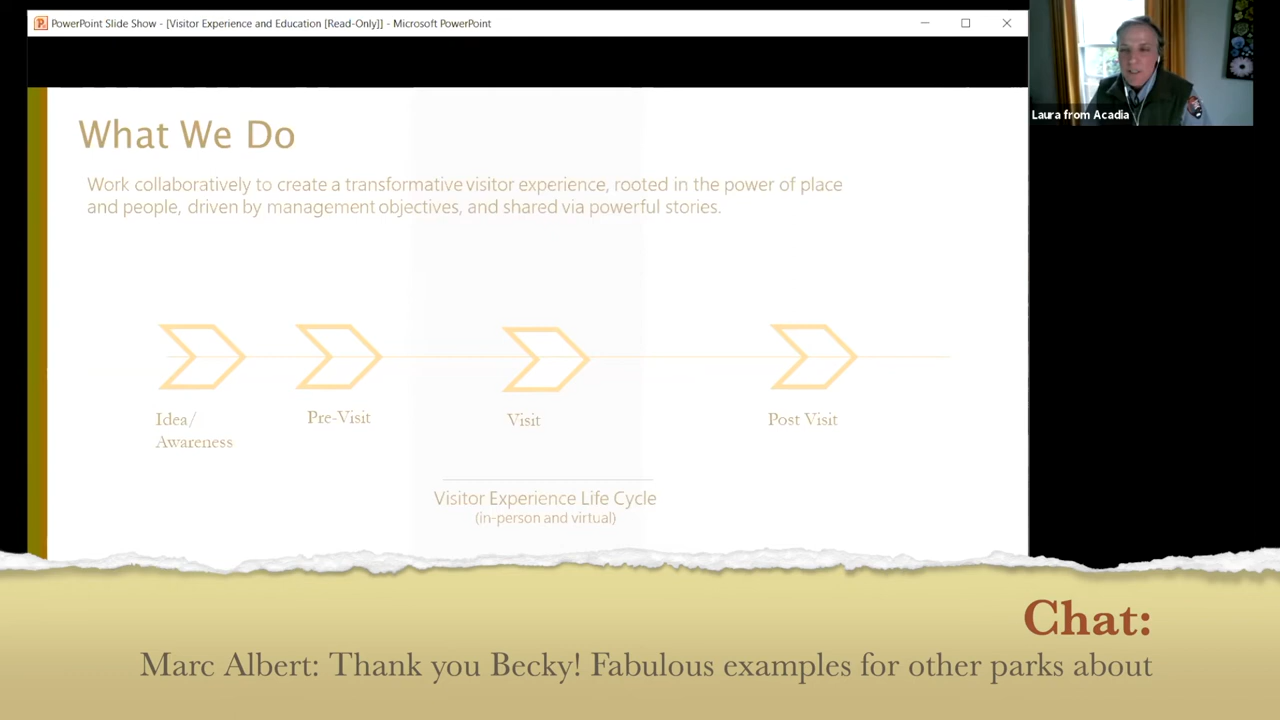 PowerPoint Slide Show - [Visitor Experience and Education [Read-Only]] - Microsoft PowerPoint
Laura from Acadia
What We Do
Work collaboratively to create a transformative visitor experience, rooted in the power of place
and people, driven by management objectives, and shared via powerful stories.
Idea/
Awareness
Pre-Visit
Visit
Post Visit
Visitor Experience Life Cycle
(in-person and virtual)
Chat:
Marc Albert: Thank you Becky! Fabulous examples for other parks about